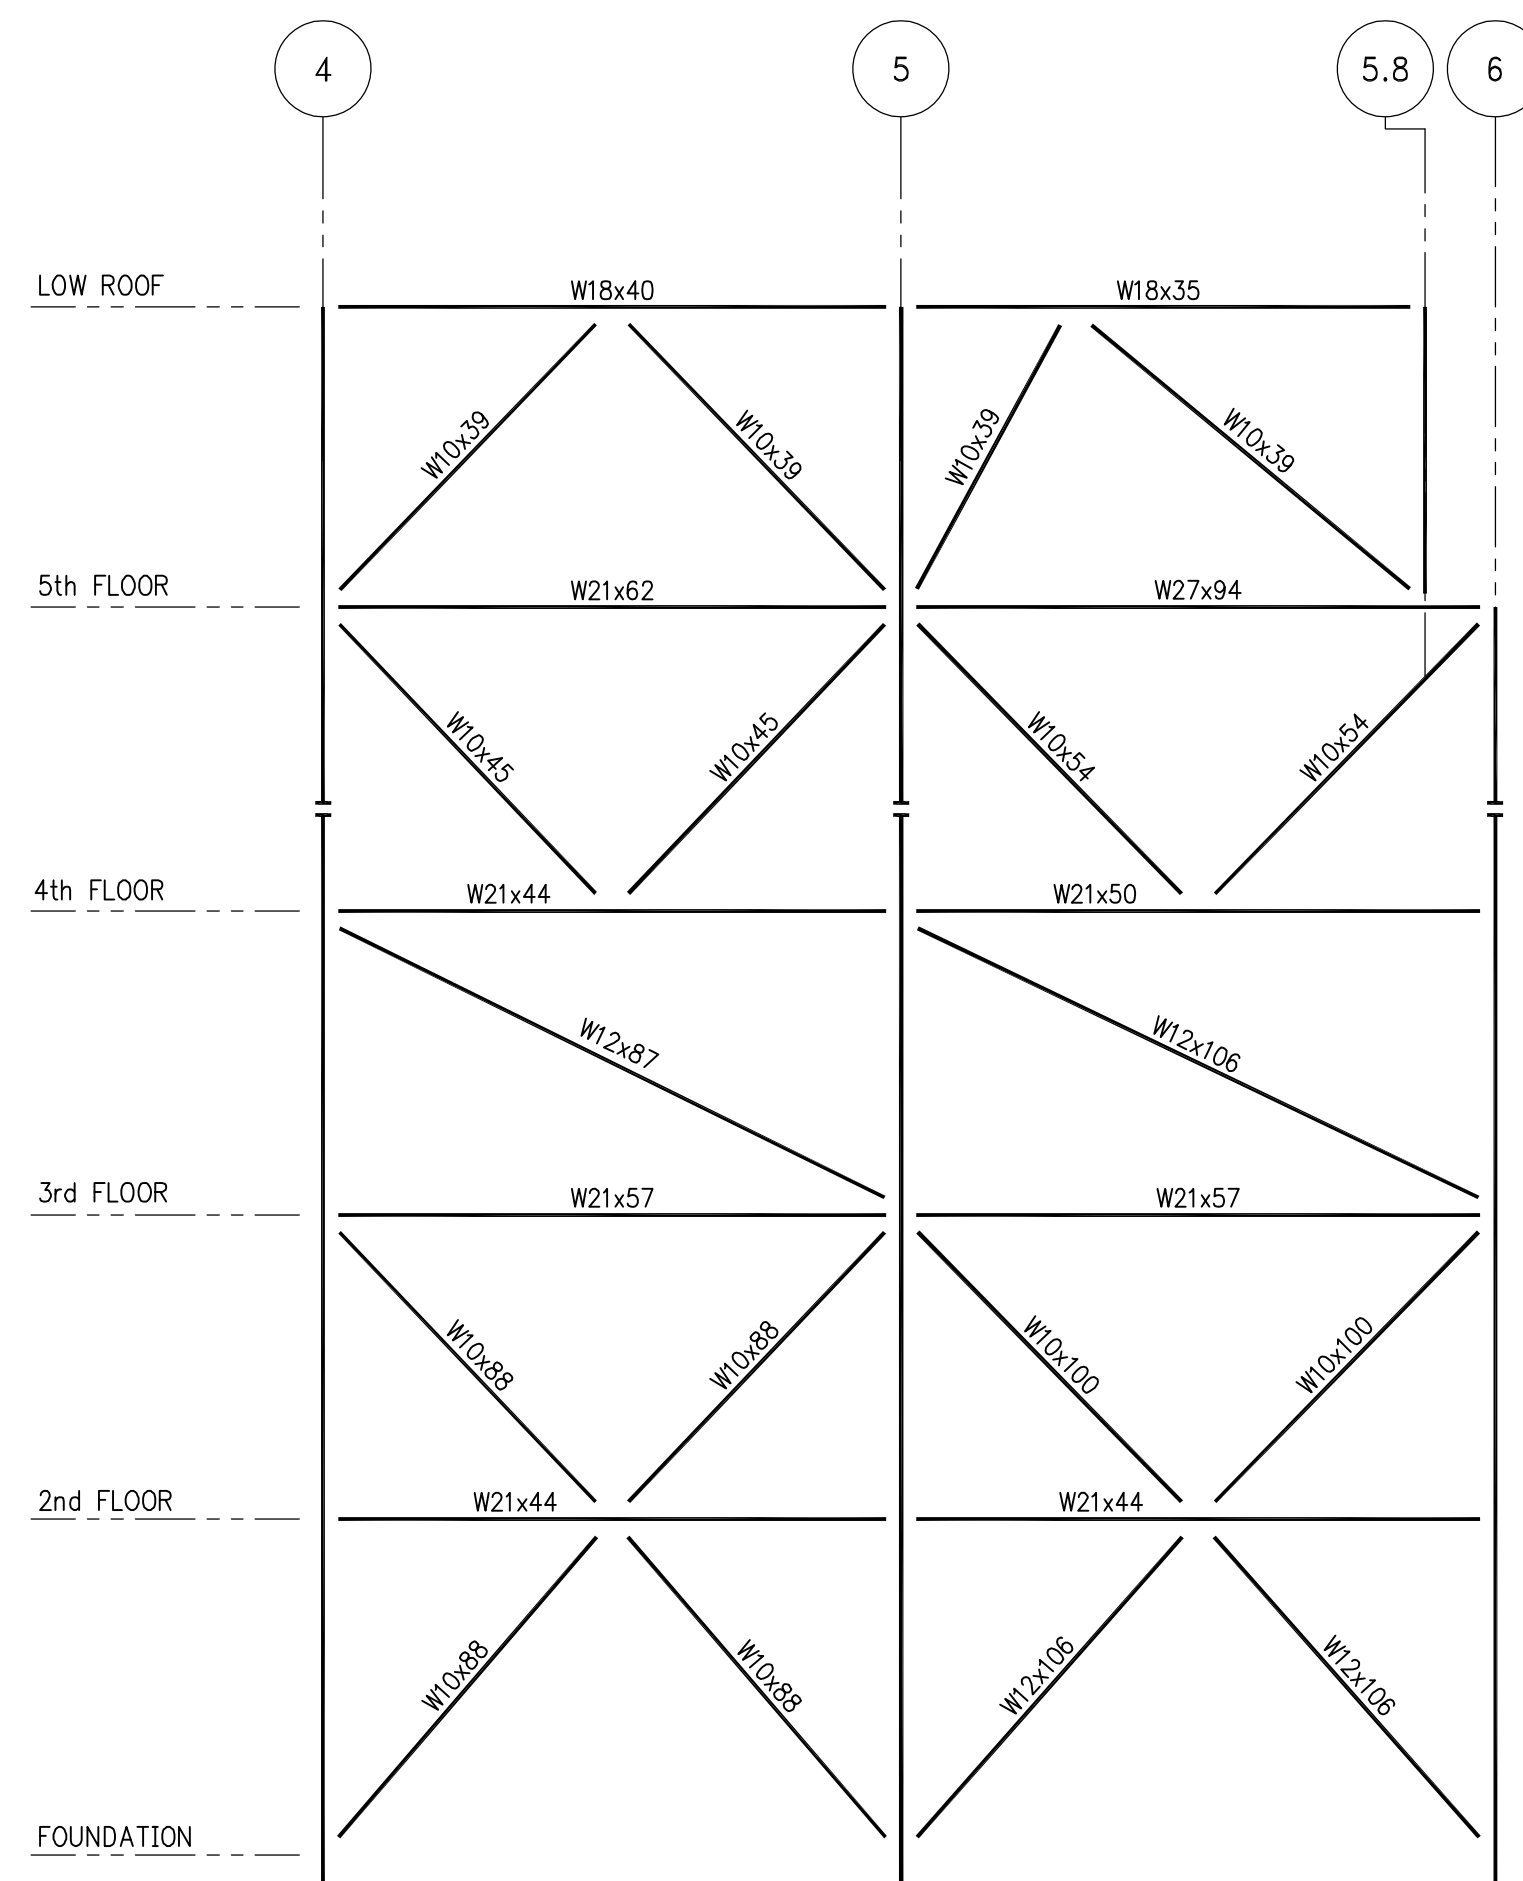 4
5
5.8
6
LOW ROOF
W18x40
W18x35
W10x39
W10x39
W10x39
W10x39
5th FLOOR
W21x62
W27x94
W10x45
W10x45
W10x54
W10x54
4th FLOOR
W21x44
W21x50
W12x87
W12x106
3rd FLOOR
W21x57
W21x57
W10x88
W10x88
W10x100
W10x100
2nd FLOOR
W21x44
W21x44
W10x88
W10x88
W12x106
W12x106
FOUNDATION